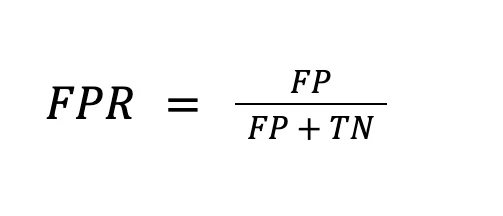 FPR = FP / FP + TN